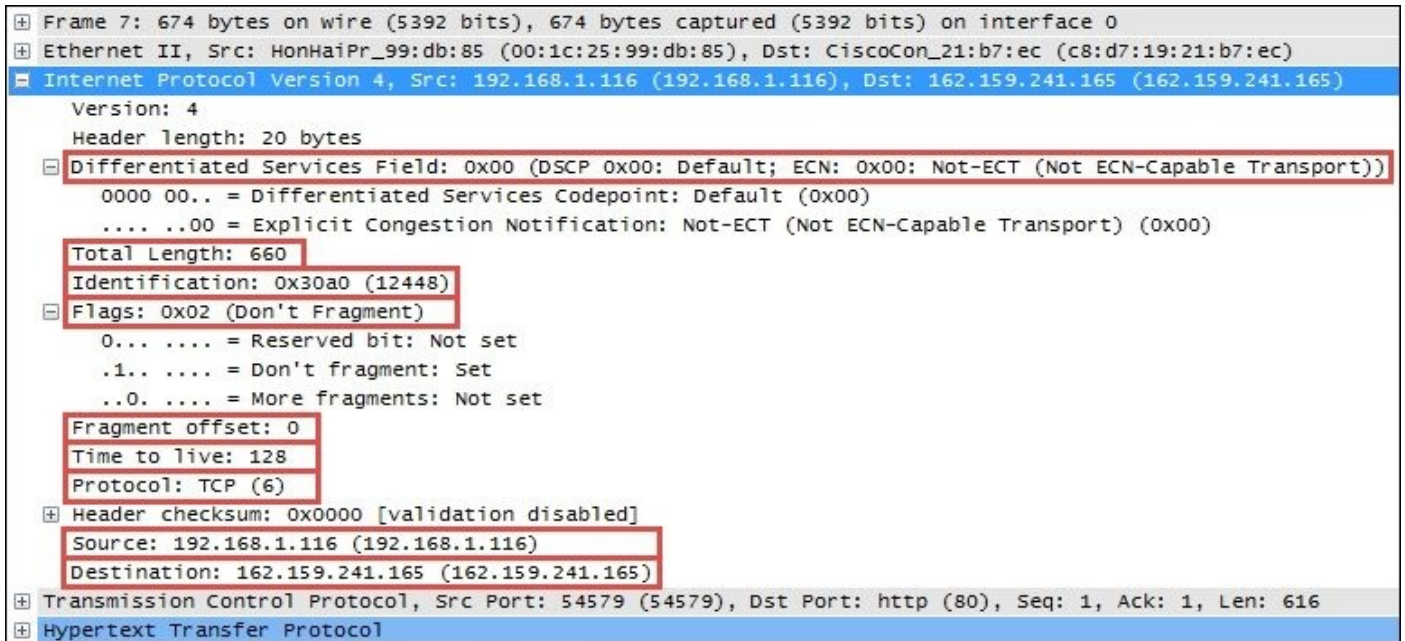 Frame 7: 674 bytes on wire (5392 bits), 674 bytes captured (5392 bits) on interface 0
Ethernet II, Src: HonHaiPr_99:db:85 (00:1c:25:99:db:85), Dst: CiscoCon_21:b7:ec (c8:d7:19:21:b7:ec)
Internet Protocol Version 4, Src: 192.168.1.116 (192.168.1.116), Dst: 162.159.241.165 (162.159.241.165)
Version: 4
Header length: 20 bytes
Differentiated Services Field: 0x00 (DSCP 0x00: Default; ECN: 0x00: Not-ECT (Not ECN-Capable Transport))
0000 00.. = Differentiated Services Codepoint: Default (0x00)
.... ..00 = Explicit Congestion Notification: Not-ECT (Not ECN-Capable Transport) (0x00)
Total Length: 660
Identification: 0x30a0 (12448)
Flags: 0x02 (Don't Fragment)
0... .... = Reserved bit: Not set
.1.. .... = Don't fragment: Set
..0. .... = More fragments: Not set
Fragment offset: 0
Time to live: 128
Protocol: TCP (6)
Header checksum: 0x0000 [validation disabled]
Source: 192.168.1.116 (192.168.1.116)
Destination: 162.159.241.165 (162.159.241.165)
Transmission Control Protocol, Src Port: 54579 (54579), Dst Port: http (80), Seq: 1, Ack: 1, Len: 616
Hypertext Transfer Protocol